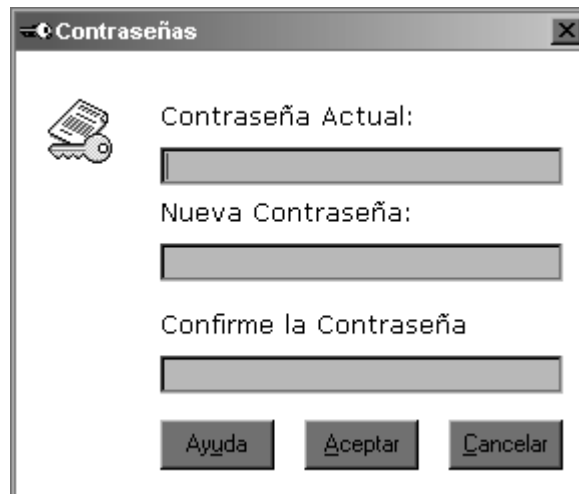 Contraseñas
Contraseña Actual:
Nueva Contraseña:
Confirme la Contraseña
Ayuda Aceptar Cancelar